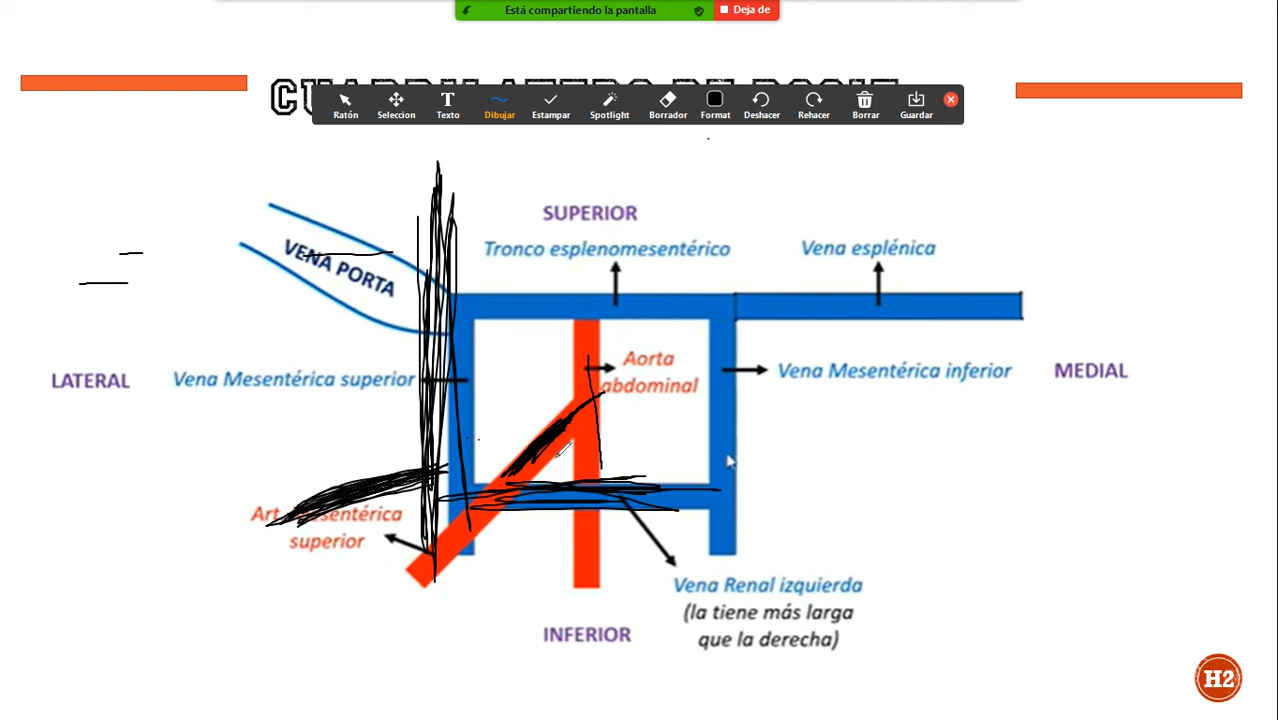 Está compartiendo la pantalla
Deja de
Ratón
Seleccion
Texto
Dibujar
Estampar
Spotlight
Borrador
Format
Deshacer
Rehacer
Borrar
Guardar
SUPERIOR
Tronco esplenomesentérico
Vena esplénica
VENA PORTA
Aorta
abdominal
LATERAL
Vena Mesentérica superior
Vena Mesentérica inferior
MEDIAL
Art. Mesentérica
superior
Vena Renal izquierda
(la tiene más larga
que la derecha)
INFERIOR
H2